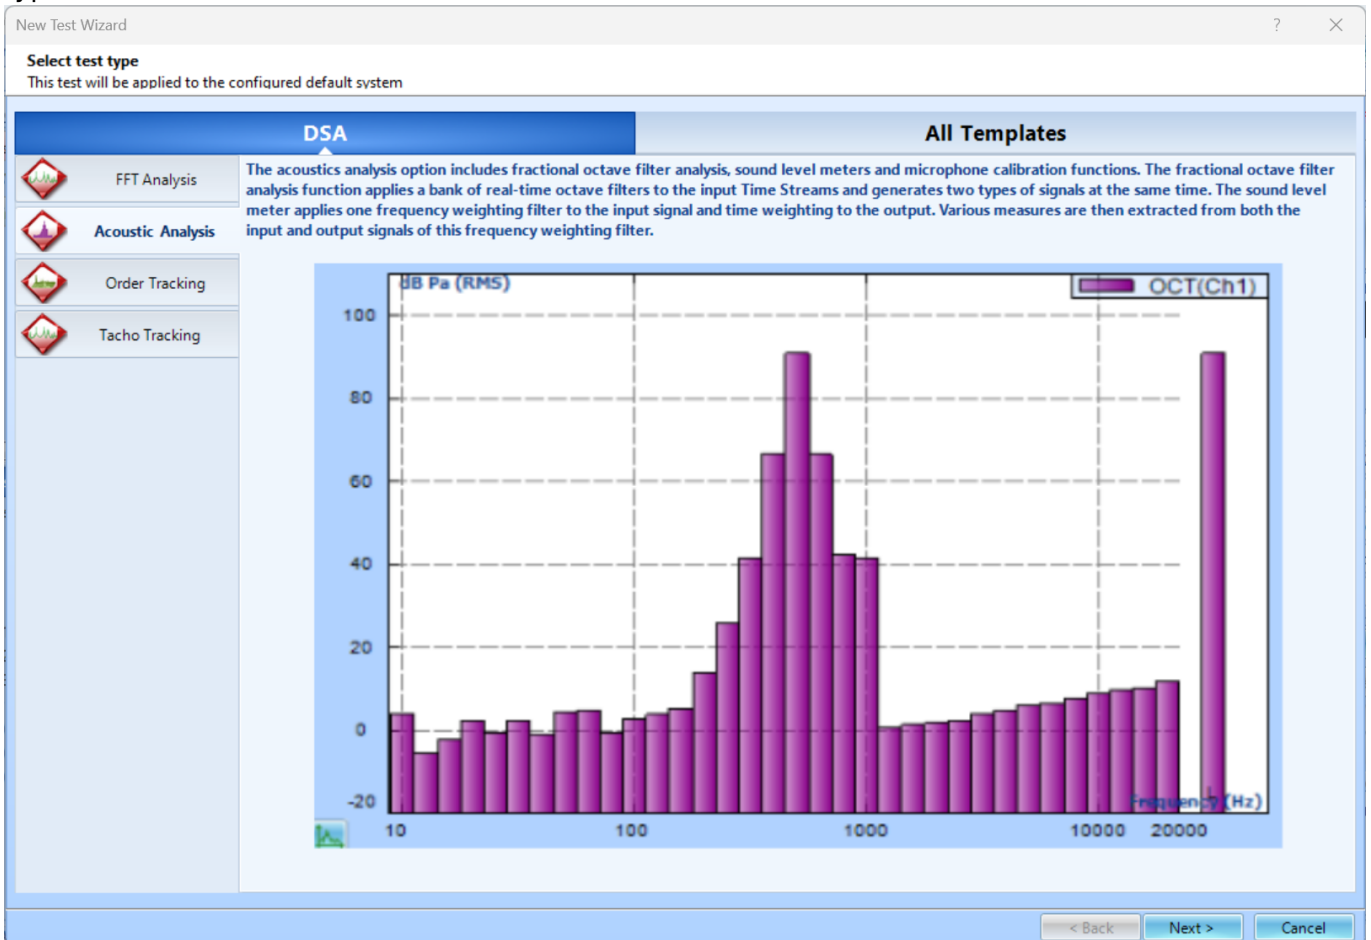 New Test Wizard
Select test type
This test will be applied to the configured default system
DSA
All Templates
FFT Analysis
Acoustic Analysis
Order Tracking
Tacho Tracking
The acoustics analysis option includes fractional octave filter analysis, sound level meters and microphone calibration functions. The fractional octave filter
analysis function applies a bank of real-time octave filters to the input Time Streams and generates two types of signals at the same time. The sound level
meter applies one frequency weighting filter to the input signal and time weighting to the output. Various measures are then extracted from both the
input and output signals of this frequency weighting filter.
dB Pa (RMS)
OCT(Ch1)
100
80
60
40
20
0
-20
Frequency (Hz)
10
100
1000
10000
20000
< Back
Next >
Cancel